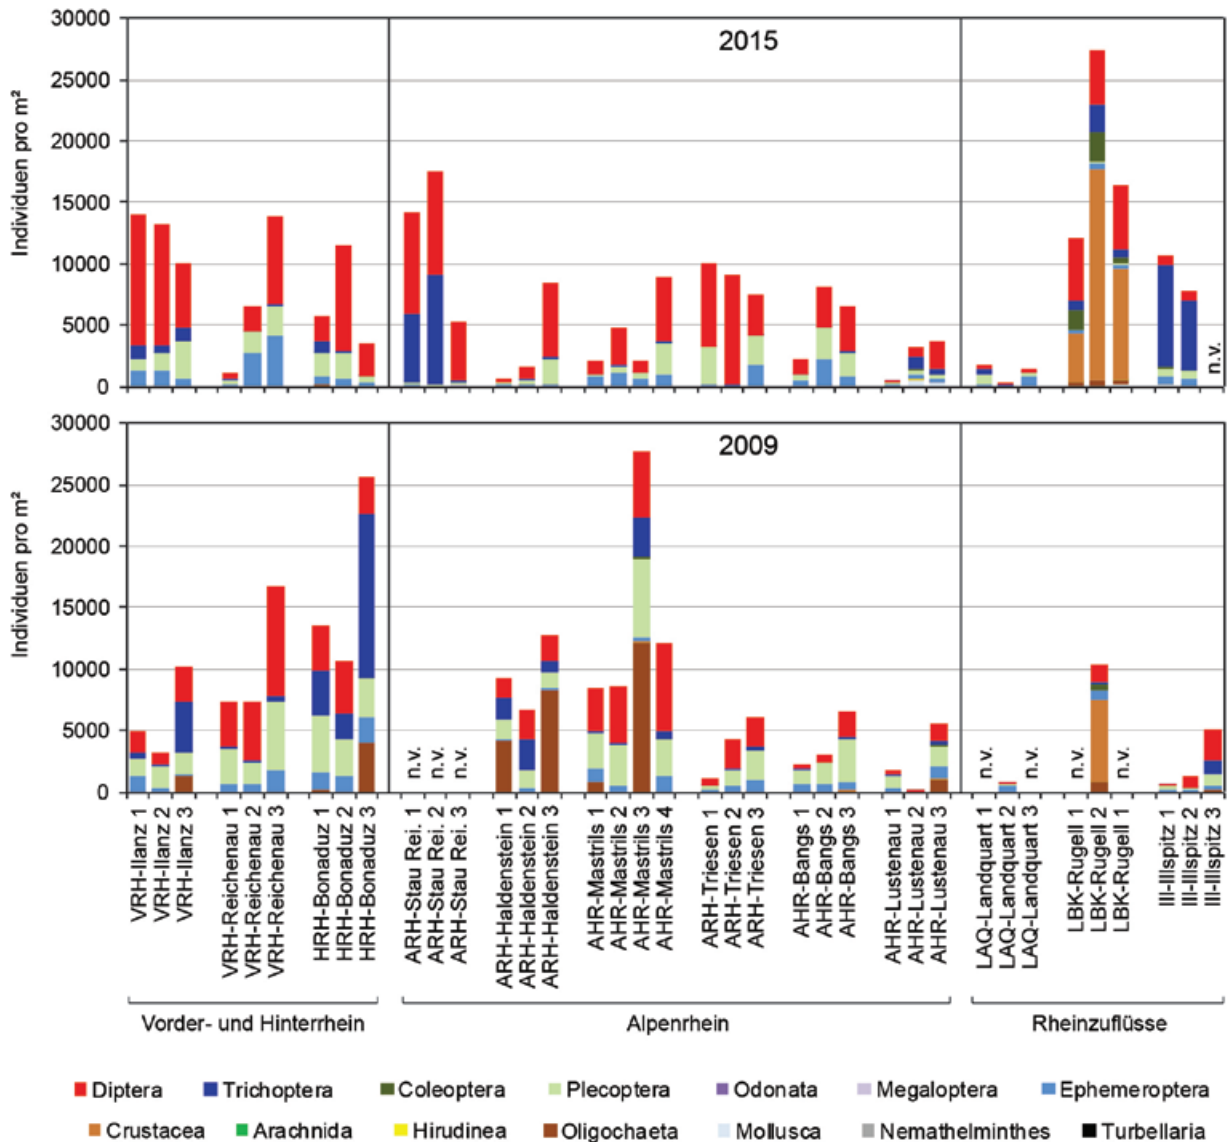 30000
2015
25000
20000
15000
10000
5000
0
Individuen pro m²
n.v.
30000
2009
25000
20000
15000
10000
5000
0
Individuen pro m²
n.v.
n.v.
n.v.
n.v.
n.v.
n.v.
n.v.
VRH-Ilanz 1
VRH-Ilanz 2
VRH-Ilanz 3
VRH-Reichenau 1
VRH-Reichenau 2
VRH-Reichenau 3
HRH-Bonaduz 1
HRH-Bonaduz 2
HRH-Bonaduz 3
ARH-Stau Rei. 1
ARH-Stau Rei. 2
ARH-Stau Rei. 3
ARH-Haldenstein 1
ARH-Haldenstein 2
ARH-Haldenstein 3
AHR-Mastrils 1
AHR-Mastrils 2
AHR-Mastrils 3
AHR-Mastrils 4
ARH-Triesen 1
ARH-Triesen 2
ARH-Triesen 3
AHR-Bangs 1
AHR-Bangs 2
AHR-Bangs 3
AHR-Lustenau 1
AHR-Lustenau 2
AHR-Lustenau 3
LAQ-Landquart 1
LAQ-Landquart 2
LAQ-Landquart 3
LBK-Rugell 1
LBK-Rugell 2
LBK-Rugell 1
Ill-Illspitz 1
Ill-Illspitz 2
Ill-Illspitz 3
Vorder- und Hinterrhein Alpenrhein Rheinzuflüsse
Diptera Trichoptera Coleoptera Plecoptera Odonata Megaloptera Ephemeroptera
Crustacea Arachnida Hirudinea Oligochaeta Mollusca Nemathelminthes Turbellaria